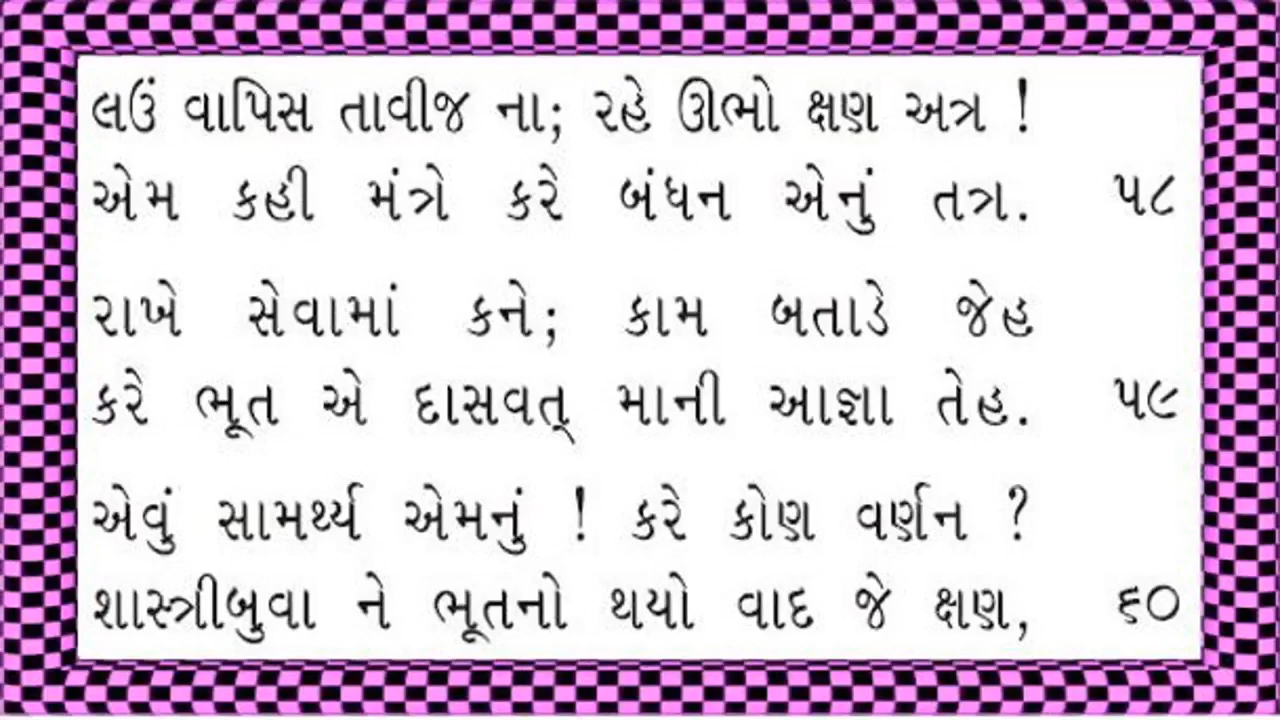 લઉં વાપિસ તાવીજ ના; રહે ઊભો ક્ષણ અત્ર !
એમ કહી મંત્રે કરે બંધન એનું તત્ર. ૫૮
રાખે સેવામાં કને; કામ બતાડે જેહ
કરે ભૂત એ દાસવત્ માની આજ્ઞા તેહ. ૫૯
એવું સામર્થ્ય એમનું ! કરે કોણ વર્ણન ?
શાસ્ત્રીબુવા ને ભૂતનો થયો વાદ જે ક્ષણ, ૬૦